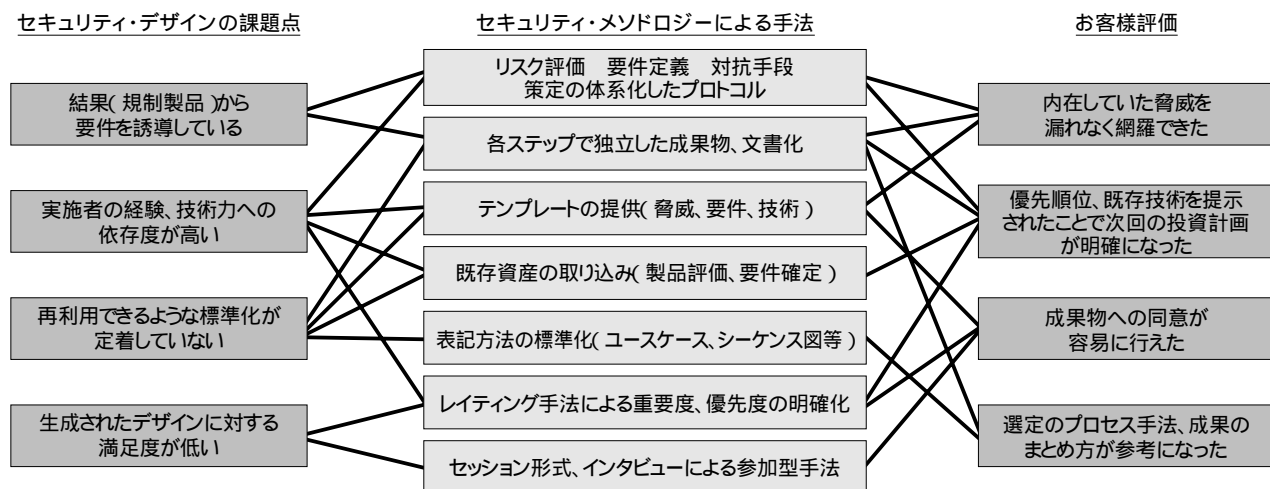 セキュリティ・デザインの課題点
セキュリティ・メソドロジーによる手法
お客様評価
結果(規制製品)から
要件を誘導している
実施者の経験、技術力への
依存度が高い
再利用できるような標準化が
定着していない
生成されたデザインに対する
満足度が低い
リスク評価　要件定義　対抗手段
策定の体系化したプロトコル
各ステップで独立した成果物、文書化
テンプレートの提供(脅威、要件、技術)
既存資産の取り込み(製品評価、要件確定)
表記方法の標準化(ユースケース、シーケンス図等)
レイティング手法による重要度、優先度の明確化
セッション形式、インタビューによる参加型手法
内在していた脅威を
漏れなく網羅できた
優先順位、既存技術を提示
されたことで次回の投資計画
が明確になった
成果物への同意が
容易に行えた
選定のプロセス手法、成果の
まとめ方が参考になった